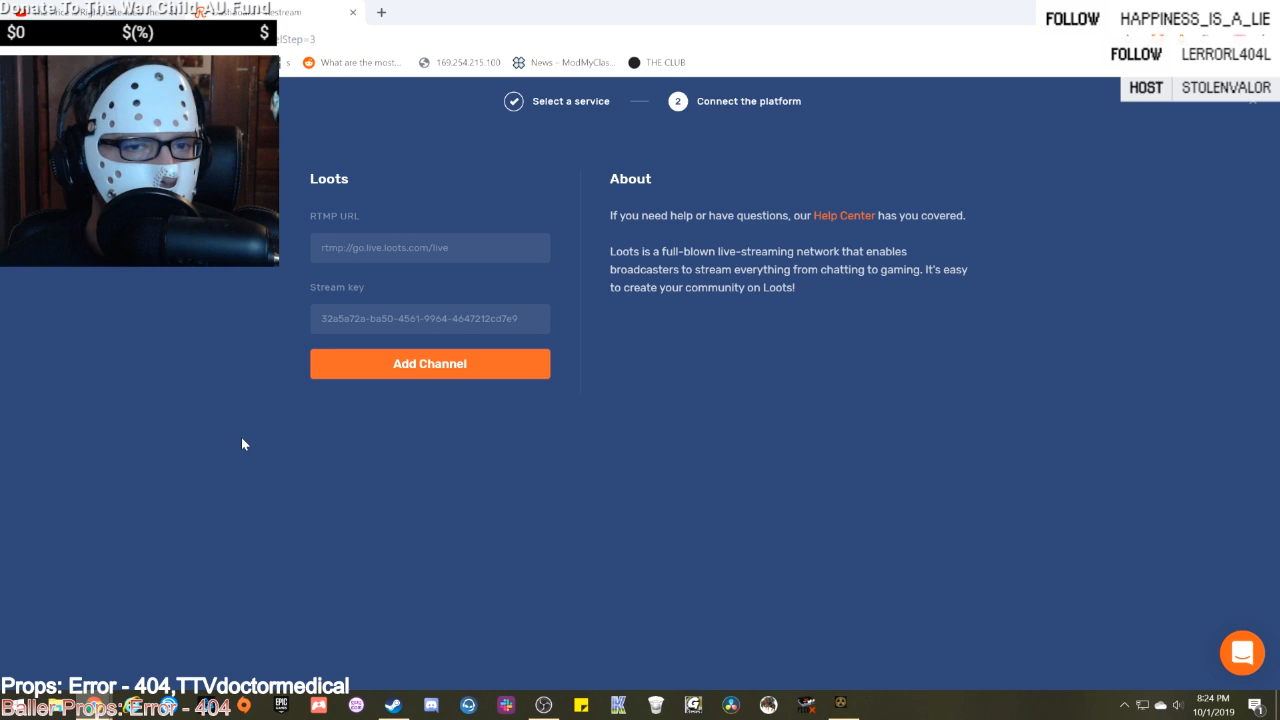 Donate To The War Child AU Fund
$0 $(%) $
FOLLOW HAPPINESS_IS_A_LIE
FOLLOW LERRORL404L
HOST STOLENVALOR
What are the most...
169.254.215.100
News – ModMyClas...
THE CLUB
Select a service
2 Connect the platform
Loots
RTMP URL
rtmp://go.live.loots.com/live
Stream key
32a5a72a-ba50-4561-9964-4647212cd7e9
Add Channel
About
If you need help or have questions, our Help Center has you covered.
Loots is a full-blown live-streaming network that enables
broadcasters to stream everything from chatting to gaming. It's easy
to create your community on Loots!
Props: Error - 404,TTVdoctormedical
Baller Props: Error - 404
EPIC
GAMES
8:24 PM
10/1/2019